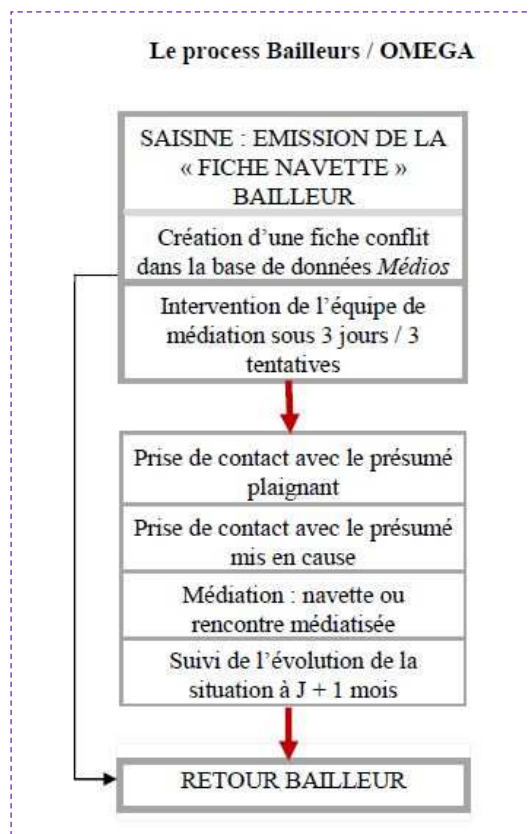 Le process Bailleurs / OMEGA
SAISINE : EMISSION DE LA
« FICHE NAVETTE »
BAILLEUR
Création d’une fiche conflit
dans la base de données Médios
Intervention de l’équipe de
médiation sous 3 jours / 3
tentatives
Prise de contact avec le présumé
plaignant
Prise de contact avec le présumé
mis en cause
Médiation : navette ou
rencontre médiatisée
Suivi de l’évolution de la
situation à J + 1 mois
RETOUR BAILLEUR